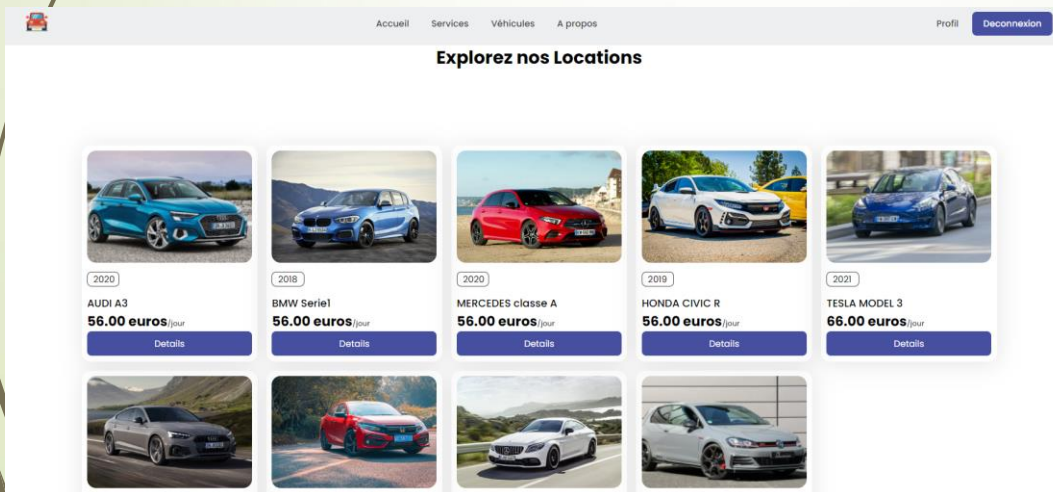 Accueil Services Véhicules A propos Profil Deconnexion
Explorez nos Locations
2020 2018 2020 2019 2021
AUDI A3 BMW Serie1 MERCEDES classe A HONDA CIVIC R TESLA MODEL 3
56.00 euros/jour 56.00 euros/jour 56.00 euros/jour 56.00 euros/jour 66.00 euros/jour
Details Details Details Details Details